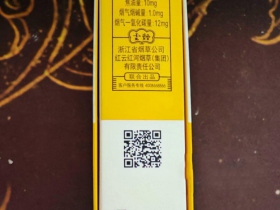 焦油量:10mg
烟气烟碱量:1.0mg
烟气一氧化碳量:12mg
浙江省烟草公司
红云红河烟草(集团)
有限责任公司
联合出品